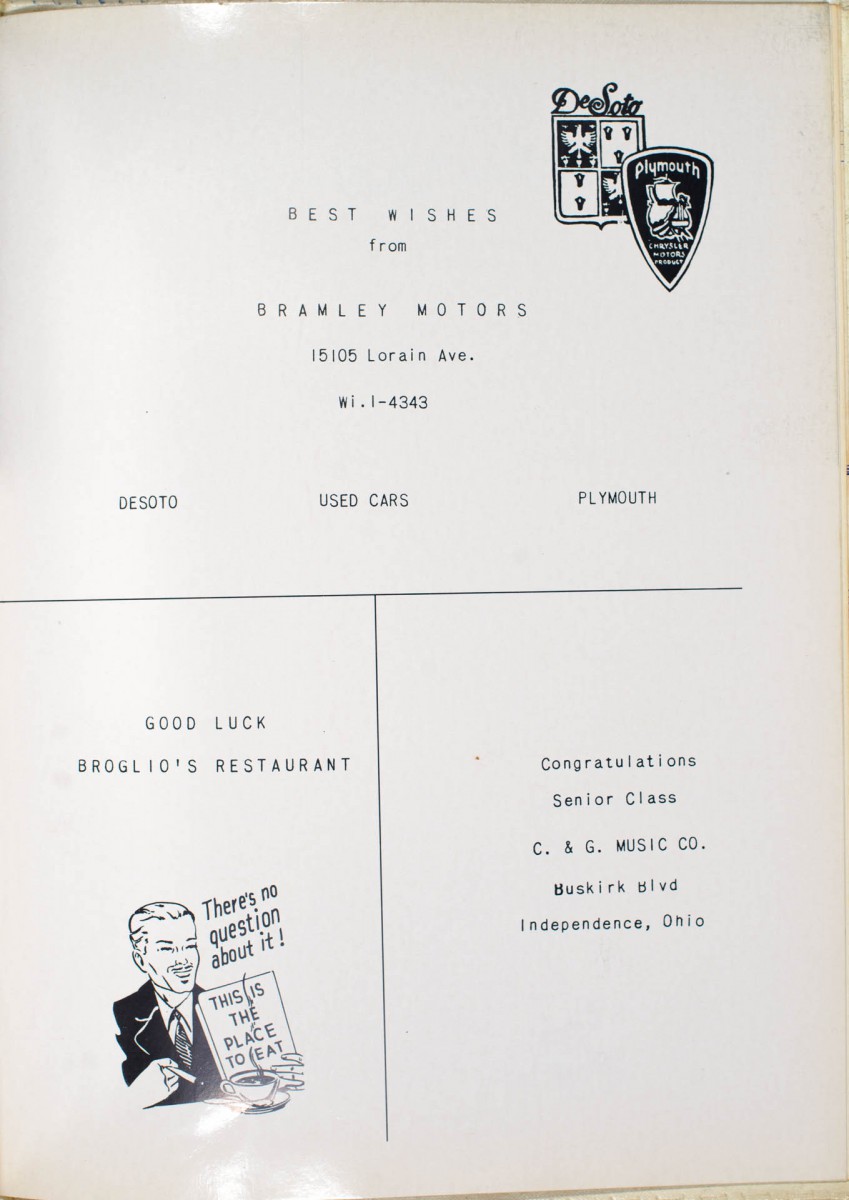 DeSoto
Plymouth
CHRYSLER
MOTORS
PRODUCT
BEST WISHES
from
BRAMLEY MOTORS
15105 Lorain Ave.
Wi.1-4343
DESOTO USED CARS PLYMOUTH
GOOD LUCK
BROGLIO'S RESTAURANT
There's no
question
about it!
THIS IS
THE
PLACE
TO EAT
Congratulations
Senior Class
C. & G. MUSIC CO.
Buskirk Blvd
Independence, Ohio